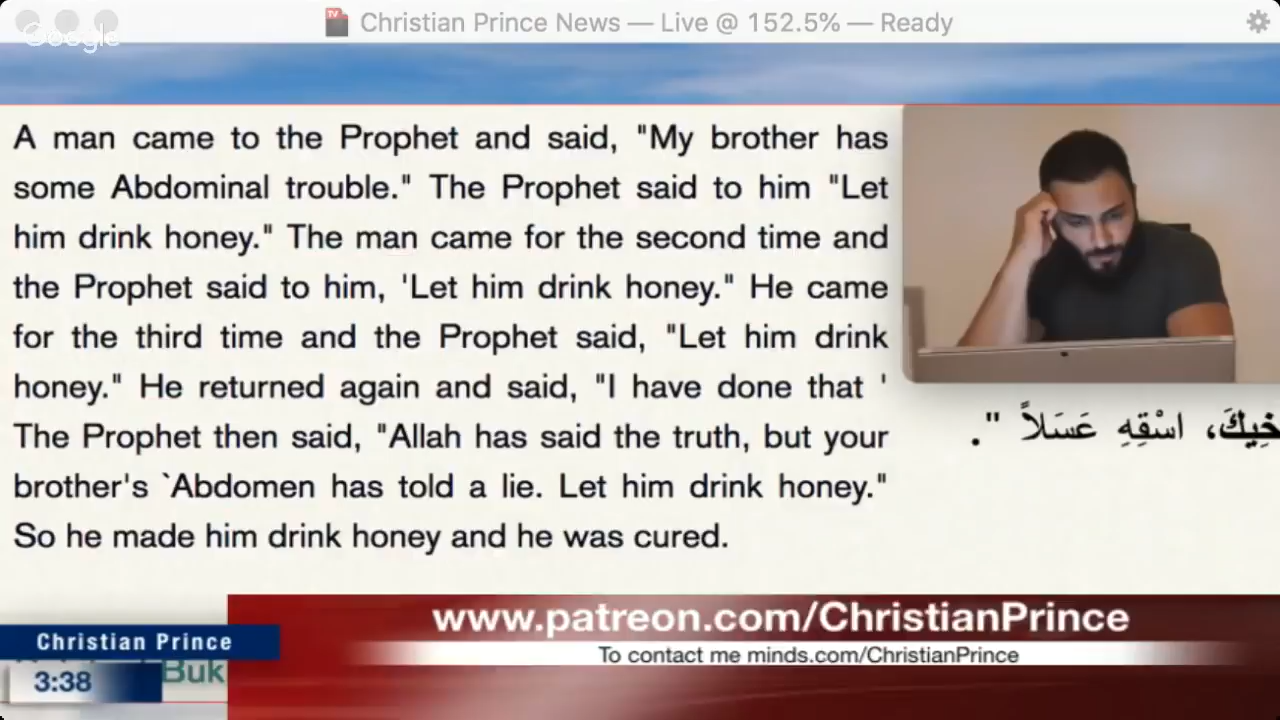 Google
Christian Prince News — Live @ 152.5% — Ready
A man came to the Prophet and said, "My brother has
some Abdominal trouble." The Prophet said to him "Let
him drink honey." The man came for the second time and
the Prophet said to him, 'Let him drink honey." He came
for the third time and the Prophet said, "Let him drink
honey." He returned again and said, "I have done that '
The Prophet then said, "Allah has said the truth, but your
brother's `Abdomen has told a lie. Let him drink honey."
So he made him drink honey and he was cured.
خِيكَ، اسْقِهِ عَسَلاً ".
www.patreon.com/ChristianPrince
To contact me minds.com/ChristianPrince
Christian Prince
Buk
3:38